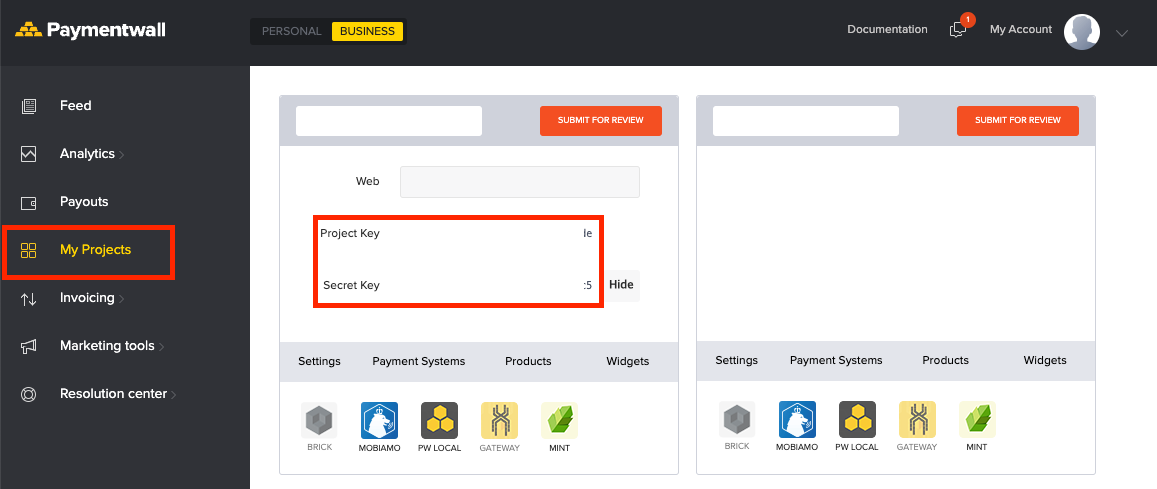 Paymentwall
PERSONAL BUSINESS
Documentation
1
My Account
Feed
Analytics
Payouts
My Projects
Invoicing
Marketing tools
Resolution center
SUBMIT FOR REVIEW
Web
Project Key
Secret Key :5 Hide
Settings Payment Systems Products Widgets
BRICK MOBIAMO PW LOCAL GATEWAY MINT
SUBMIT FOR REVIEW
Settings Payment Systems Products Widgets
BRICK MOBIAMO PW LOCAL GATEWAY MINT